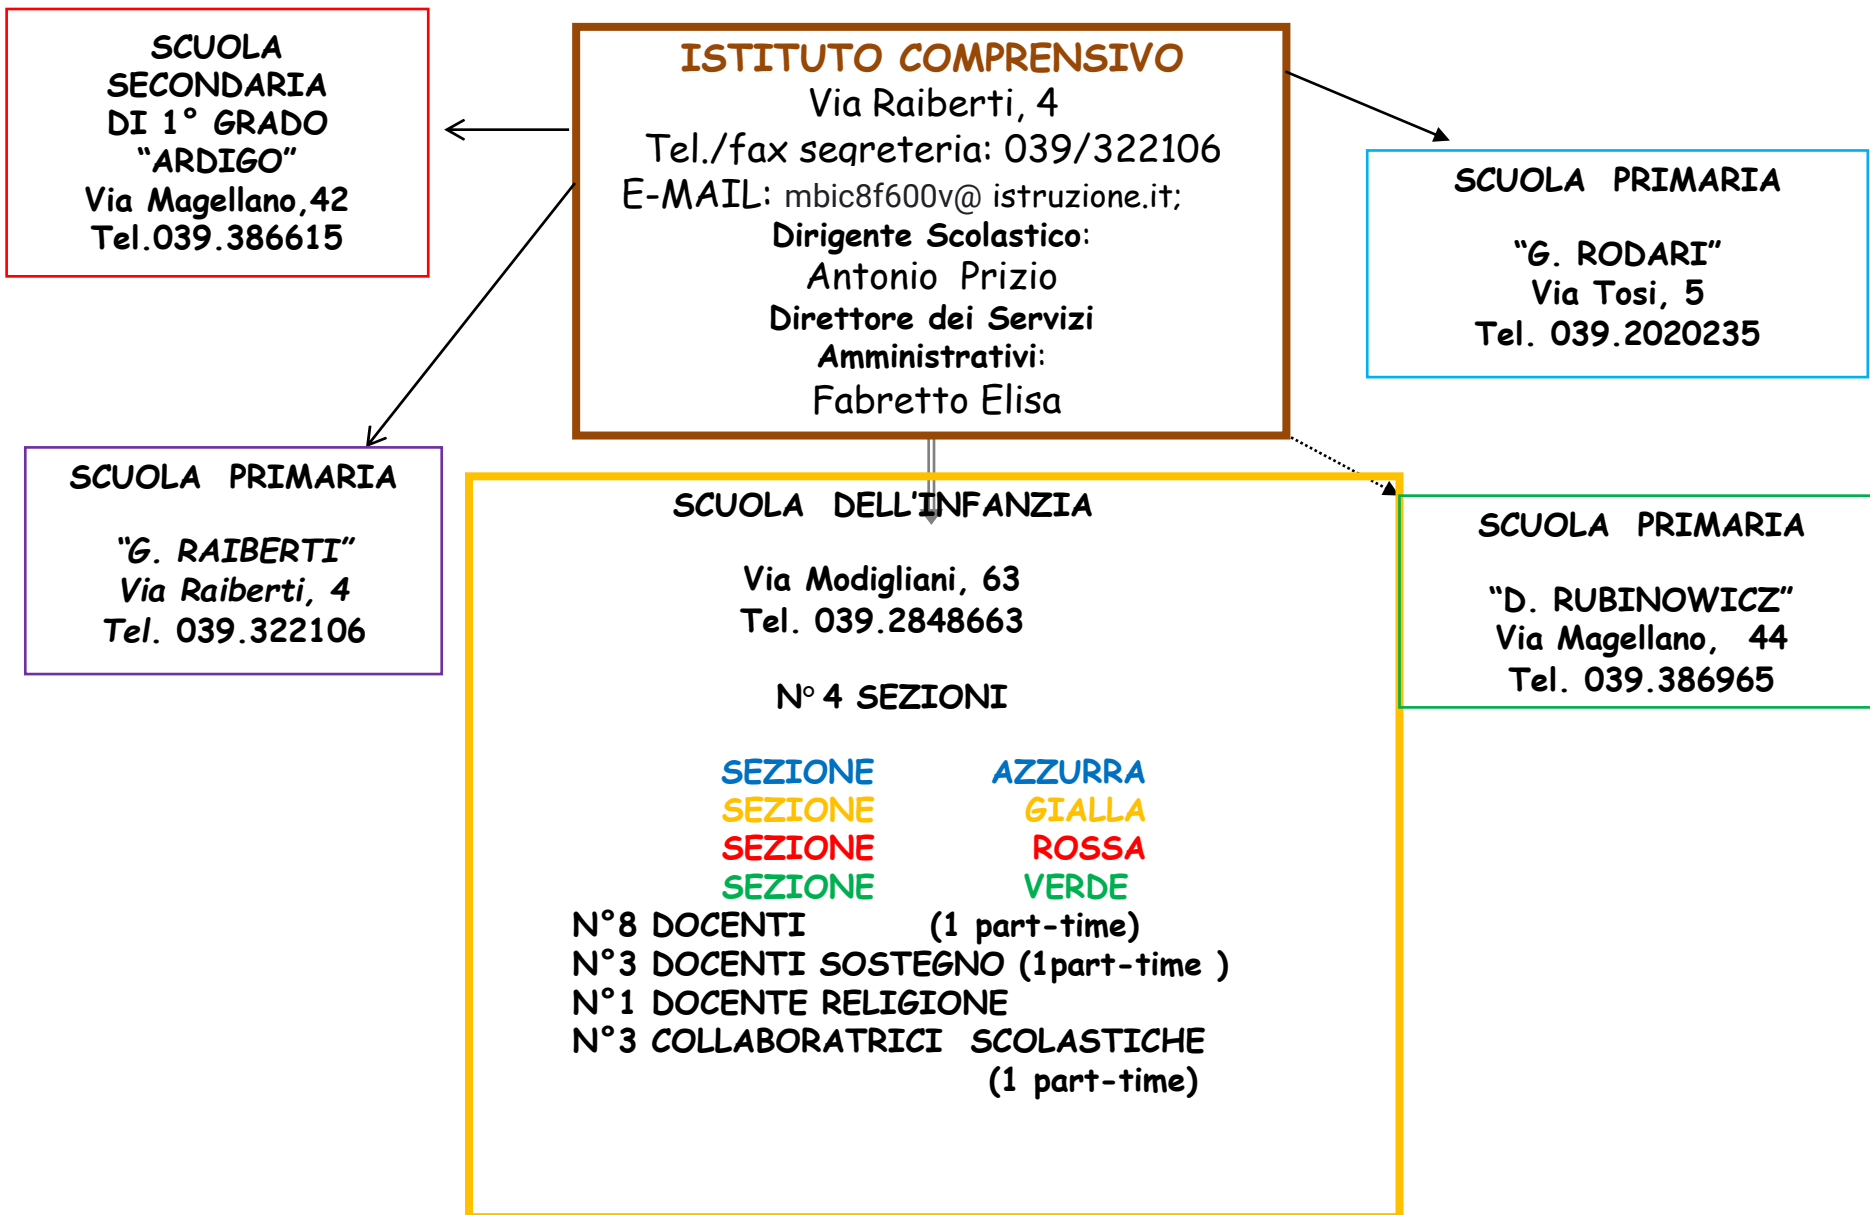 SCUOLA
SECONDARIA
DI 1° GRADO
“ARDIGO”
Via Magellano,42
Tel.039.386615
ISTITUTO COMPRENSIVO
Via Raiberti, 4
Tel./fax segreteria: 039/322106
E-MAIL: mbic8f600v@ istruzione.it;
Dirigente Scolastico:
Antonio Prizio
Direttore dei Servizi
Amministrativi:
Fabretto Elisa
SCUOLA PRIMARIA
“G. RODARI”
Via Tosi, 5
Tel. 039.2020235
SCUOLA PRIMARIA
“G. RAIBERTI”
Via Raiberti, 4
Tel. 039.322106
SCUOLA DELL’INFANZIA
Via Modigliani, 63
Tel. 039.2848663
N° 4 SEZIONI
SEZIONE AZZURRA
SEZIONE GIALLA
SEZIONE ROSSA
SEZIONE VERDE
N°8 DOCENTI (1 part-time)
N°3 DOCENTI SOSTEGNO (1part-time )
N°1 DOCENTE RELIGIONE
N°3 COLLABORATRICI SCOLASTICHE
(1 part-time)
SCUOLA PRIMARIA
“D. RUBINOWICZ”
Via Magellano, 44
Tel. 039.386965